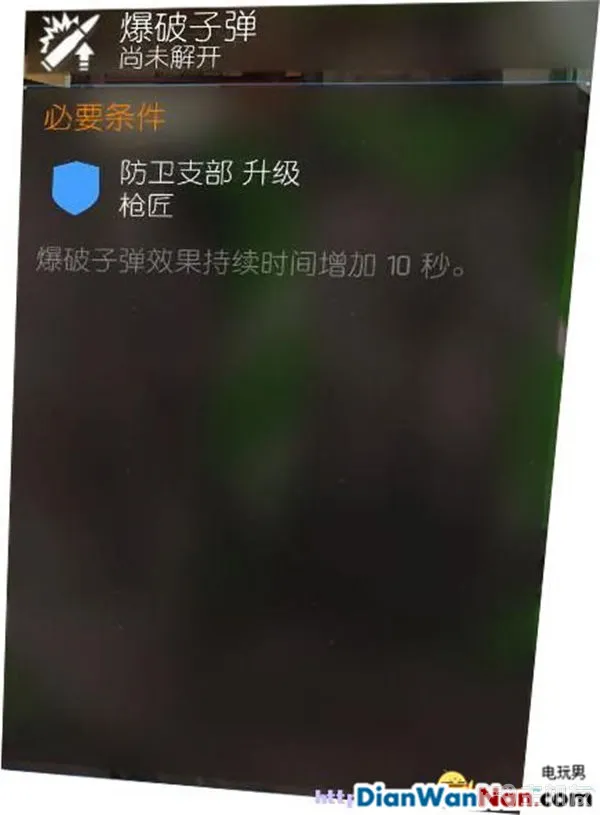 爆破子弹
尚未解开
必要条件
防卫支部 升级
枪匠
爆破子弹效果持续时间增加 10 秒。
电玩男
DianWanNan.com